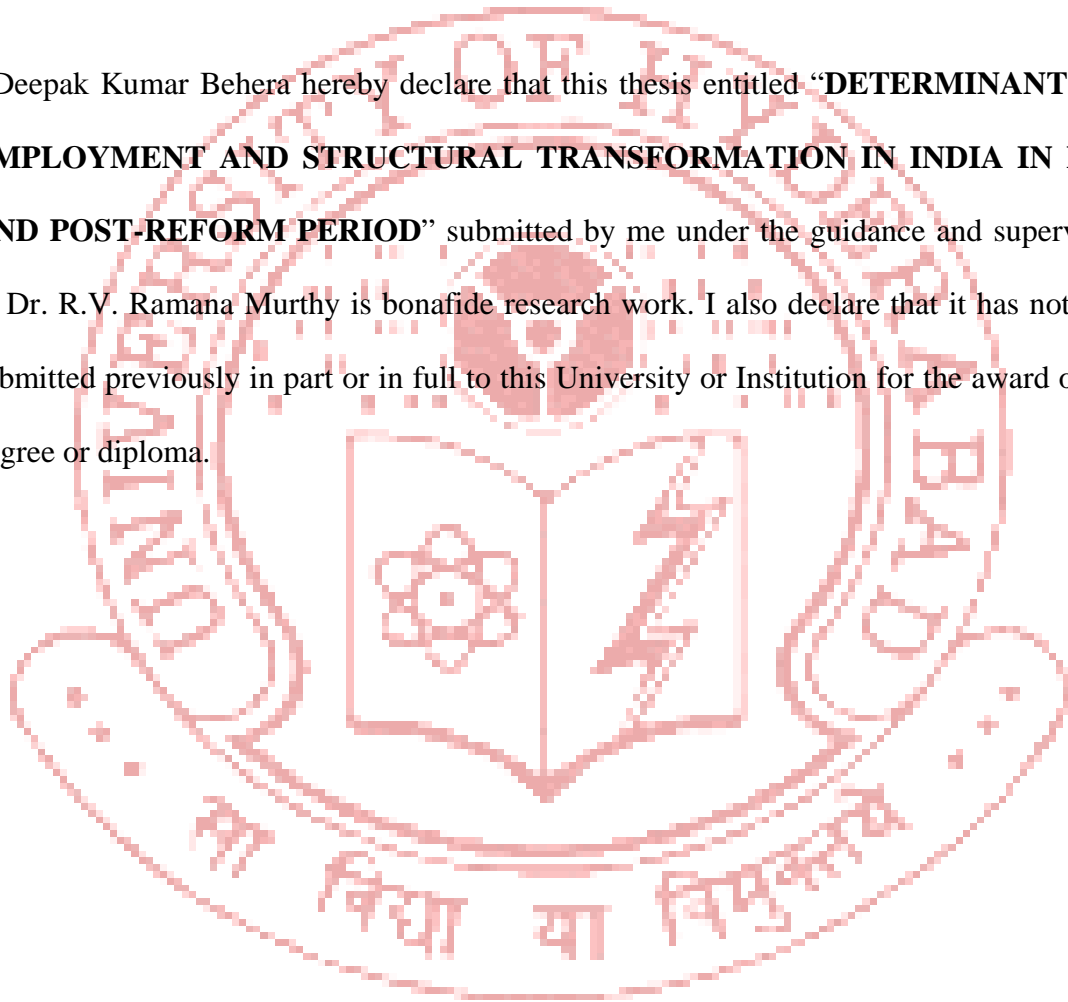 UNIVERSITY OF HYDERABAD
Deepak Kumar Behera hereby declare that this thesis entitled “DETERMINANT
MPLOYMENT AND STRUCTURAL TRANSFORMATION IN INDIA IN
ND POST-REFORM PERIOD” submitted by me under the guidance and superv
Dr. R.V. Ramana Murthy is bonafide research work. I also declare that it has not
bmitted previously in part or in full to this University or Institution for the award o
gree or diploma.
सा विद्या या विमुक्तये